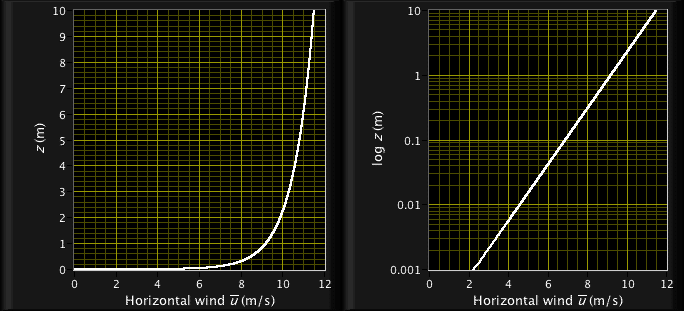 10
9
8
7
6
5
4
3
2
1
0
z (m)
0 2 4 6 8 10 12
Horizontal wind u̅ (m/s)
10
1
0.1
0.01
0.001
log z (m)
0 2 4 6 8 10 12
Horizontal wind u̅ (m/s)